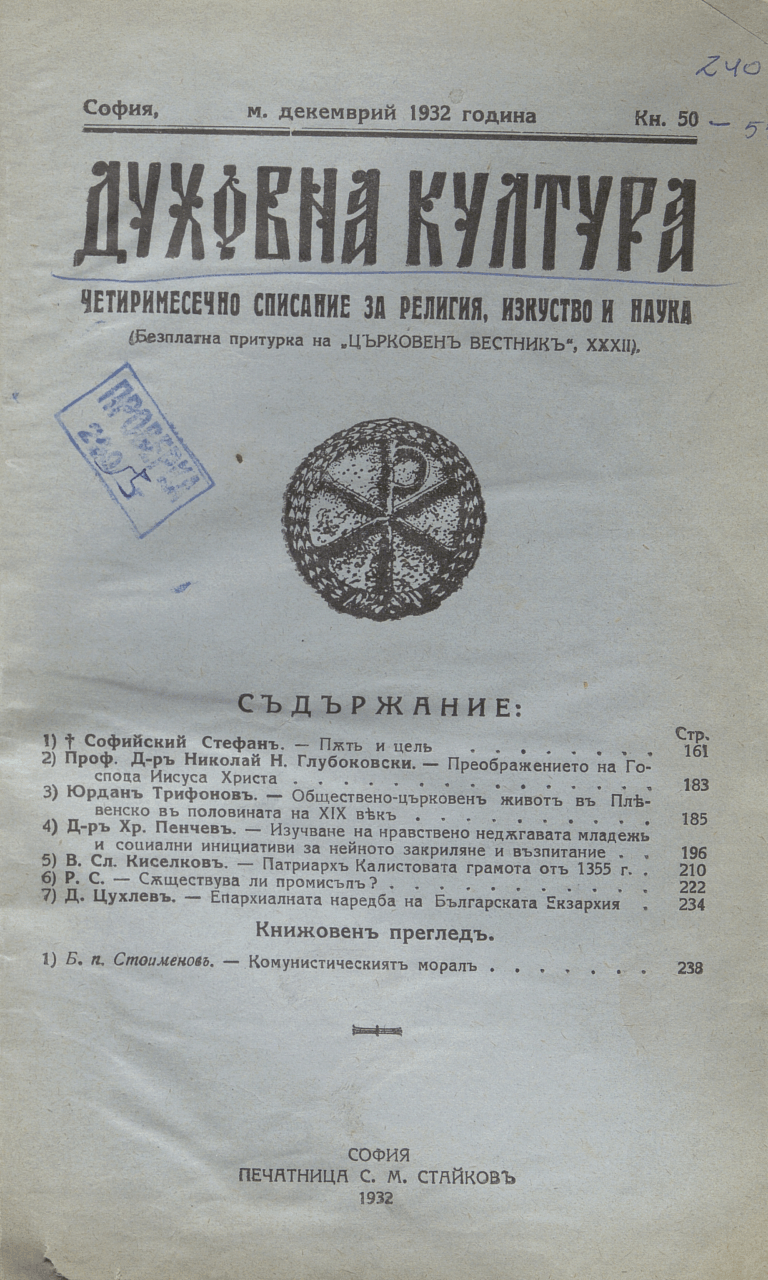 240
София, м. декемврий 1932 година Кн. 50 — 5
ДУХОВНА КУЛТУРА
ЧЕТИРИМЕСЕЧНО СПИСАНИЕ ЗА РЕЛИГИЯ, ИЗКУСТВО И НАУКА
(Безплатна притурка на „ЦЪРКОВЕНЪ ВЕСТНИКЪ“, XXXII).
СЪДЪРЖАНИЕ:
Стр.
1) † Софийский Стефанъ. — Пѫть и цель . . . . . . . . 161
2) Проф. Д-ръ Николай Н. Глубоковски. — Преображението на Го-
спода Иисуса Христа . . . . . . . . . . . . . . 183
3) Юрданъ Трифоновъ. — Обществено-църковенъ животъ въ Плѣ-
венско въ половината на XIX вѣкъ . . . . . . . . . 185
4) Д-ръ Хр. Пенчевъ. — Изучване на нравствено недѫгавата младежь
и социални инициативи за нейното закриляне и възпитание . . 196
5) В. Сл. Киселковъ. — Патриархъ Калистовата грамота отъ 1355 г. . 210
6) Р. С. — Сѫществува ли промисълъ? . . . . . . . . . . 222
7) Д. Цухлевъ. — Епархиалната наредба на Българската Екзархия . 234
Книжовенъ прегледъ.
1) Б. п. Стоименовъ. — Комунистическиятъ моралъ . . . . . . . 238
СОФИЯ
ПЕЧАТНИЦА С. М. СТАЙКОВЪ
1932